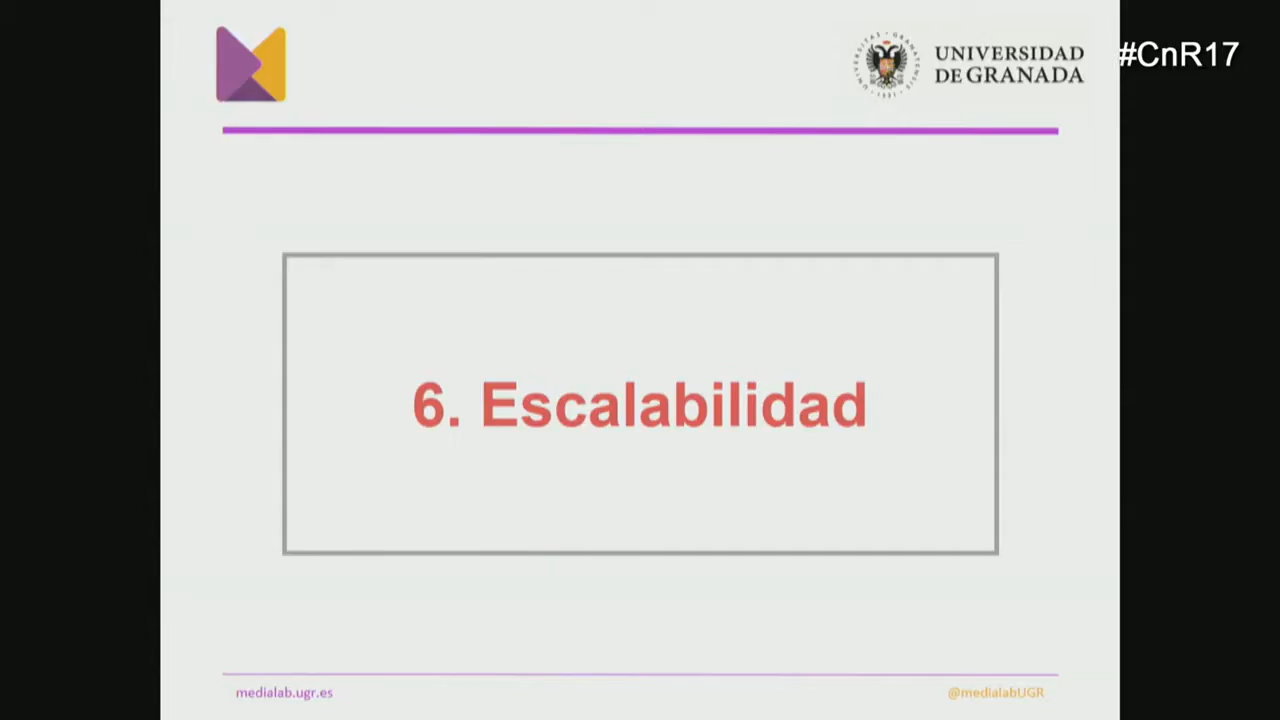 UNIVERSIDAD
DE GRANADA
#CnR17
6. Escalabilidad
medialab.ugr.es
@medialabUGR